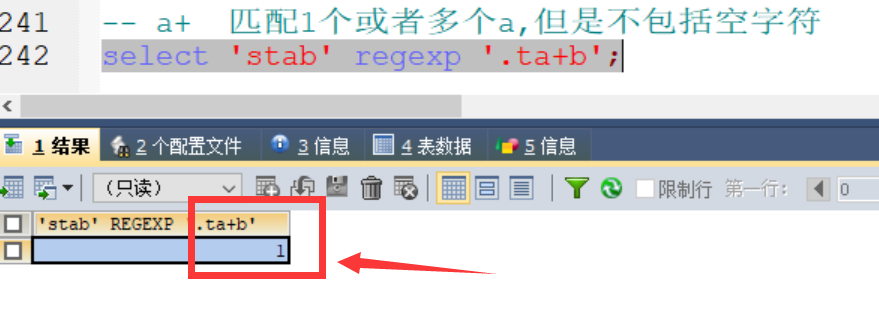 241 -- a+ 匹配1个或者多个a,但是不包括空字符
242 select 'stab' regexp '.ta+b';
1 结果 2 个配置文件 3 信息 4 表数据 5 信息
(只读) 限制行 第一行: 0
'stab' REGEXP '.ta+b'
1